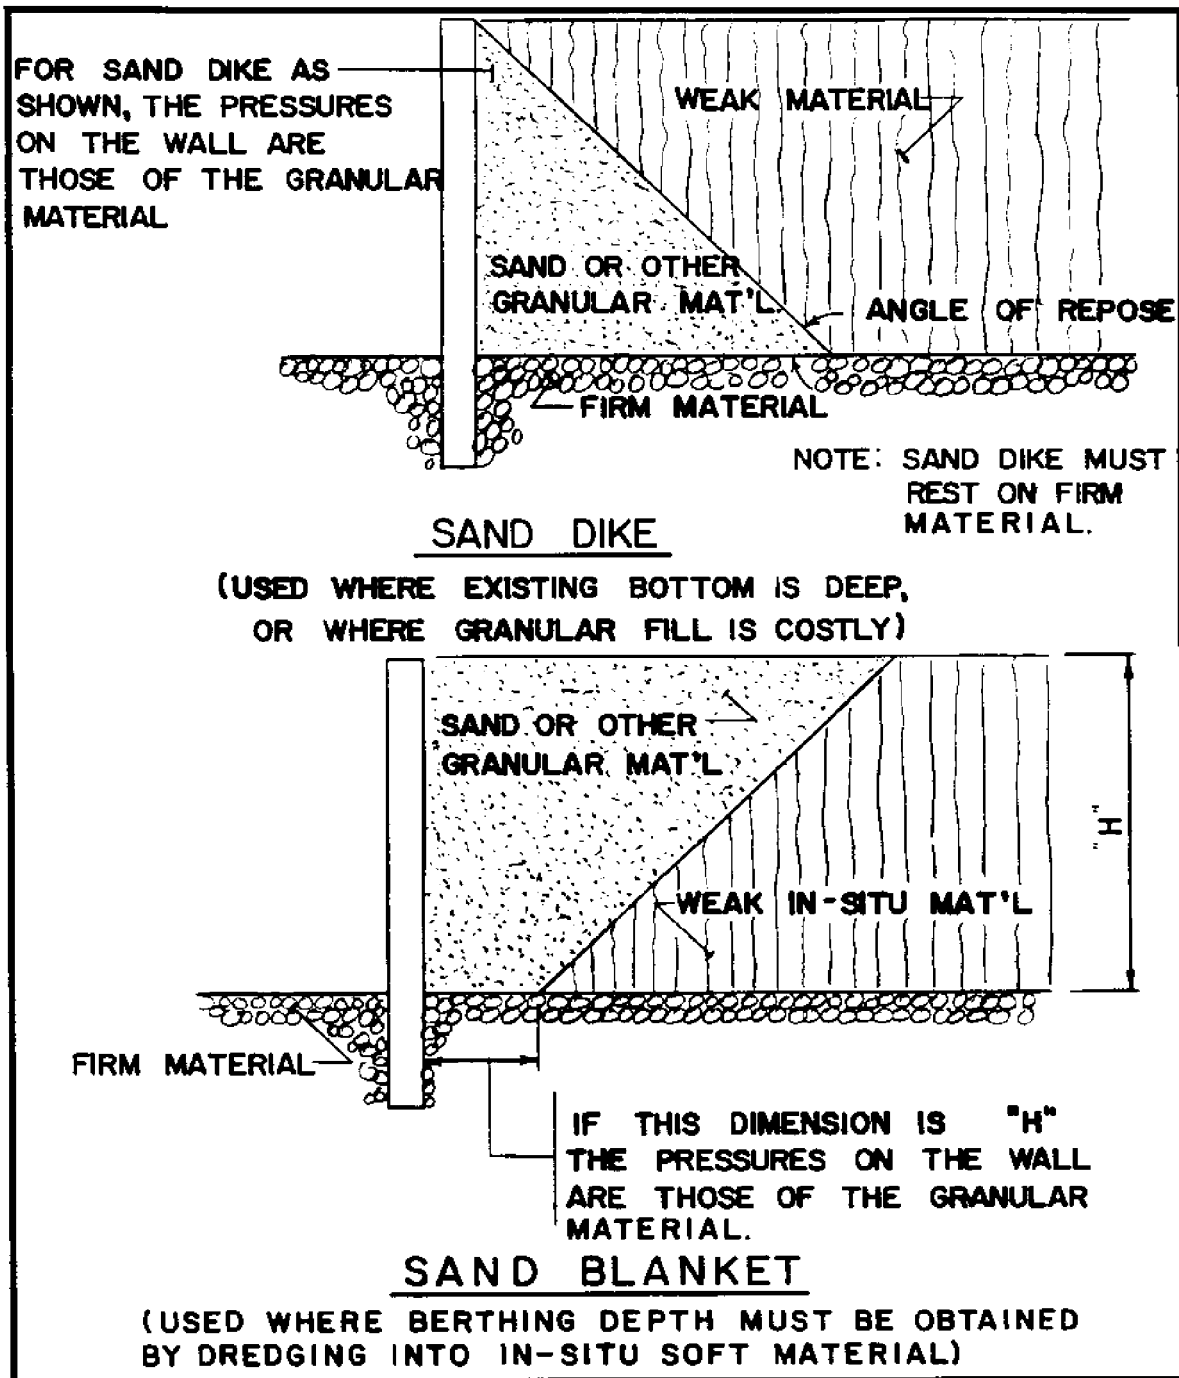 FOR SAND DIKE AS
SHOWN, THE PRESSURES
ON THE WALL ARE
THOSE OF THE GRANULAR
MATERIAL
WEAK MATERIAL
SAND OR OTHER
GRANULAR MAT'L.
ANGLE OF REPOSE
FIRM MATERIAL
NOTE: SAND DIKE MUST
REST ON FIRM
MATERIAL.
SAND DIKE
(USED WHERE EXISTING BOTTOM IS DEEP,
OR WHERE GRANULAR FILL IS COSTLY)
SAND OR OTHER
GRANULAR MAT'L
"H"
WEAK IN-SITU MAT'L
FIRM MATERIAL
IF THIS DIMENSION IS "H"
THE PRESSURES ON THE WALL
ARE THOSE OF THE GRANULAR
MATERIAL.
SAND BLANKET
(USED WHERE BERTHING DEPTH MUST BE OBTAINED
BY DREDGING INTO IN-SITU SOFT MATERIAL)